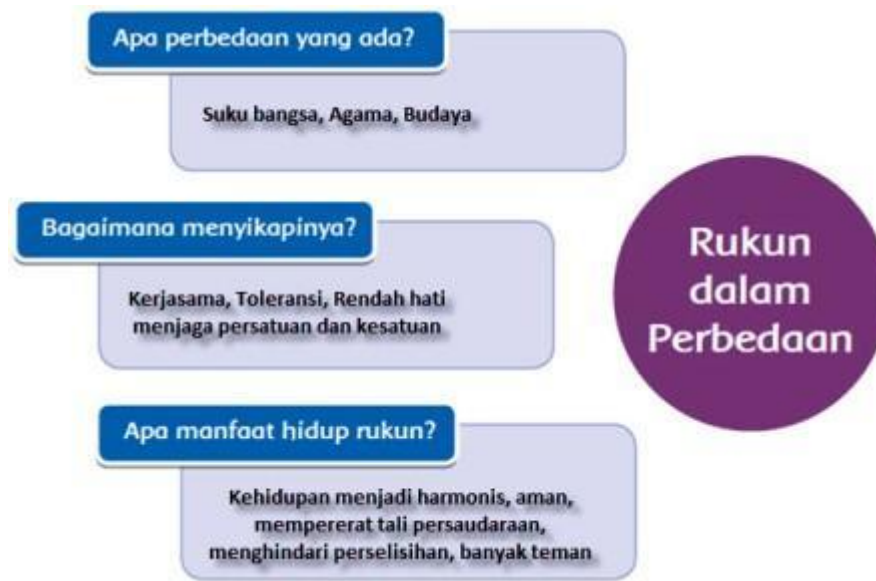 Apa perbedaan yang ada?
Suku bangsa, Agama, Budaya
Bagaimana menyikapinya?
Kerjasama, Toleransi, Rendah hati
menjaga persatuan dan kesatuan
Apa manfaat hidup rukun?
Kehidupan menjadi harmonis, aman,
mempererat tali persaudaraan,
menghindari perselisihan, banyak teman
Rukun
dalam
Perbedaan